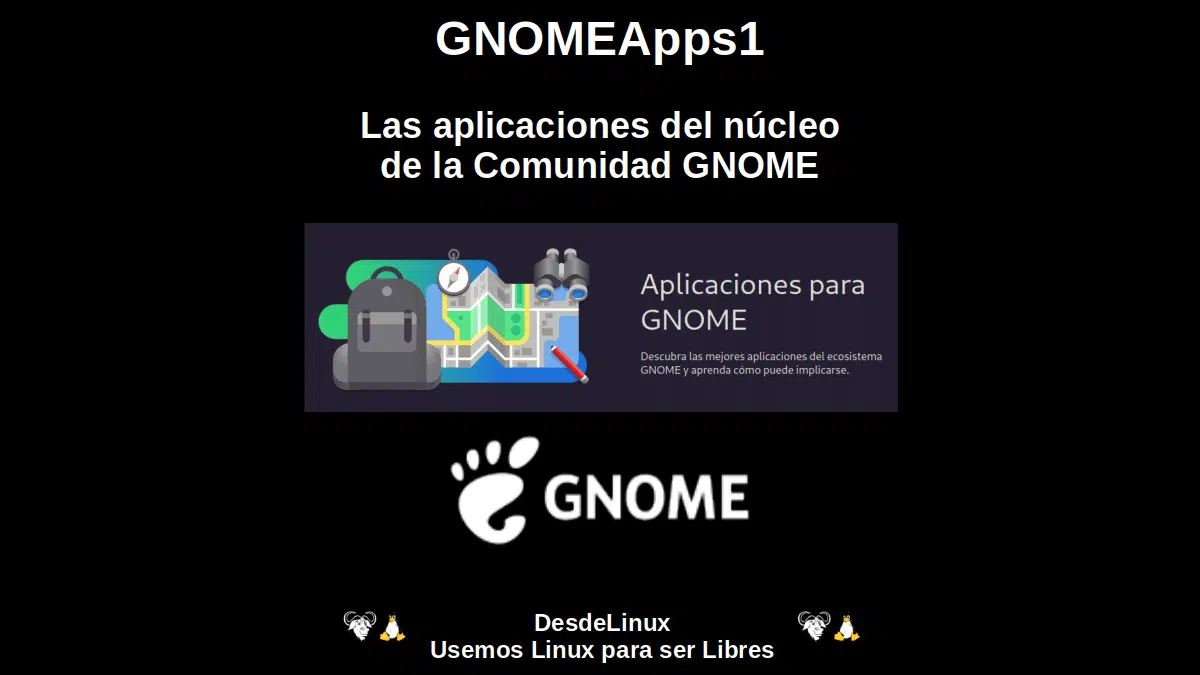 GNOMEApps1
Las aplicaciones del núcleo
de la Comunidad GNOME
Aplicaciones para
GNOME
Descubra las mejores aplicaciones del ecosistema
GNOME y aprenda cómo puede implicarse.
GNOME
DesdeLinux
Usemos Linux para ser Libres